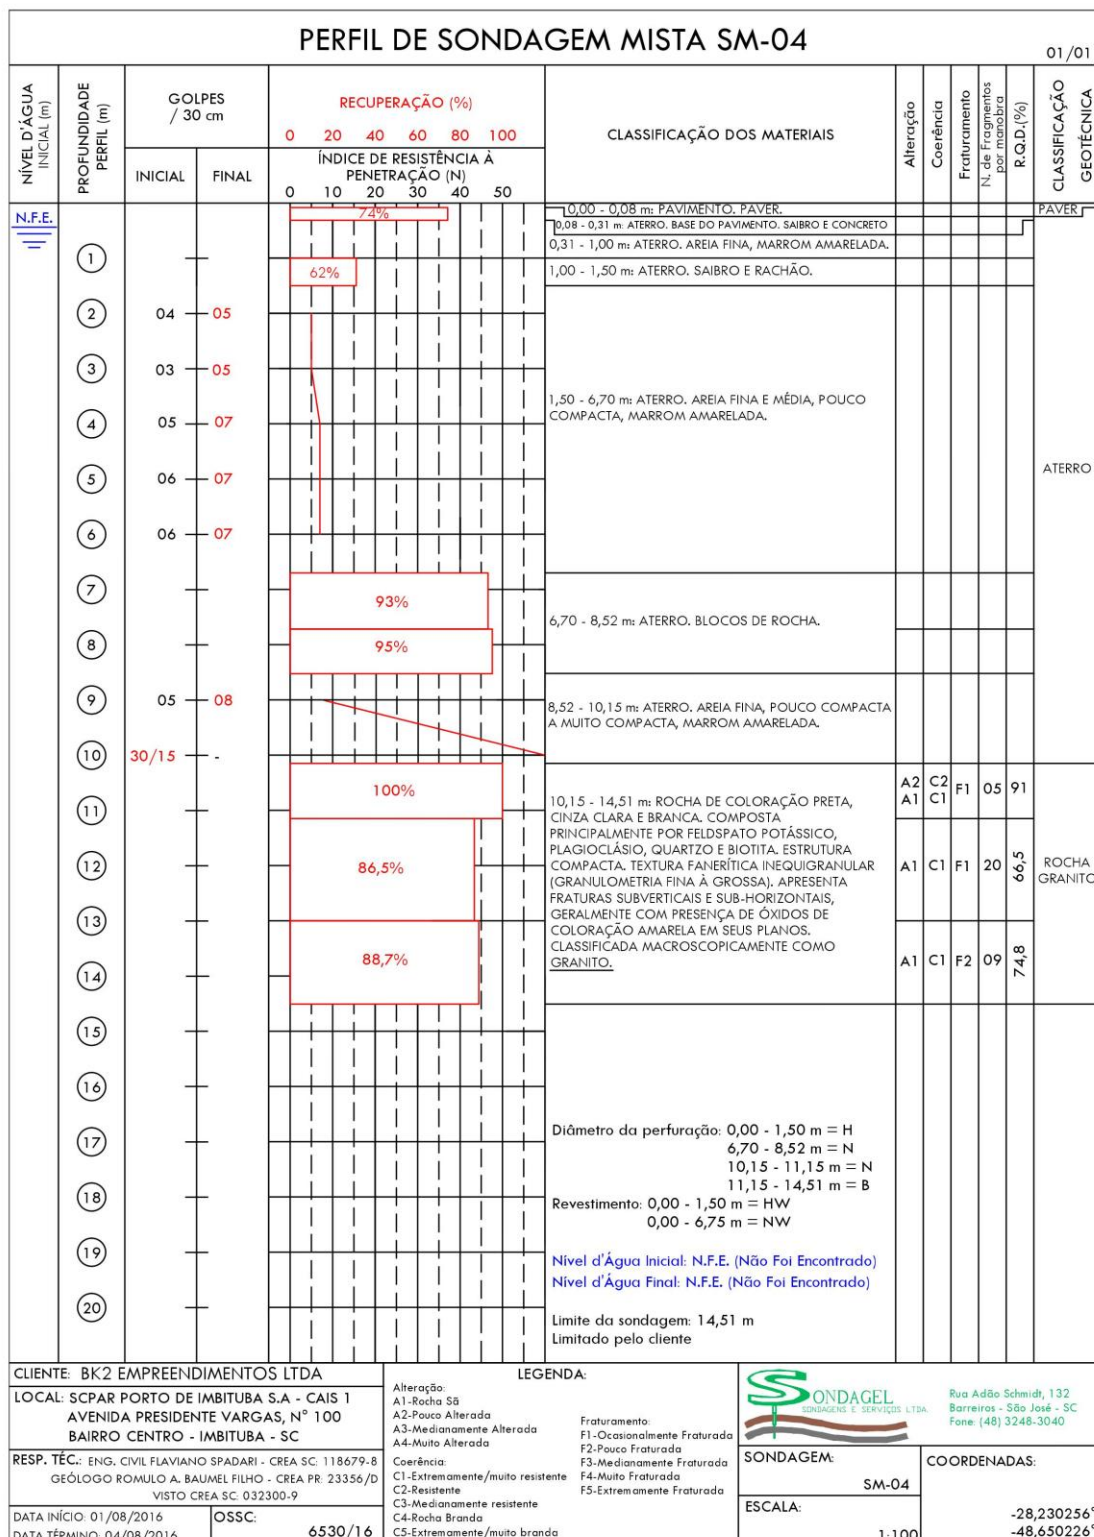 PERFIL DE SONDAGEM MISTA SM-04
01/01
NÍVEL D'ÁGUA
INICIAL (m)
PROFUNDIDADE
PERFIL (m)
GOLPES
/ 30 cm
INICIAL
FINAL
RECUPERAÇÃO (%)
0 20 40 60 80 100
ÍNDICE DE RESISTÊNCIA À
PENETRAÇÃO (N)
0 10 20 30 40 50
CLASSIFICAÇÃO DOS MATERIAIS
Alteração
Coerência
Fraturamento
N. de Fragmentos
por manobra
R.Q.D.(%)
CLASSIFICAÇÃO
GEOTÉCNICA
N.F.E.
74%
0,00 - 0,08 m: PAVIMENTO. PAVER.
PAVER
0,08 - 0,31 m: ATERRO. BASE DO PAVIMENTO. SAIBRO E CONCRETO
0,31 - 1,00 m: ATERRO. AREIA FINA, MARROM AMARELADA.
1
62%
1,00 - 1,50 m: ATERRO. SAIBRO E RACHÃO.
2 04 05
3 03 05
1,50 - 6,70 m: ATERRO. AREIA FINA E MÉDIA, POUCO
COMPACTA, MARROM AMARELADA.
4 05 07
5 06 07
ATERRO
6 06 07
7
93%
6,70 - 8,52 m: ATERRO. BLOCOS DE ROCHA.
8
95%
9 05 08
8,52 - 10,15 m: ATERRO. AREIA FINA, POUCO COMPACTA
A MUITO COMPACTA, MARROM AMARELADA.
10 30/15 -
100%
A2 C2 F1 05 91
A1 C1
11
10,15 - 14,51 m: ROCHA DE COLORAÇÃO PRETA,
CINZA CLARA E BRANCA. COMPOSTA
PRINCIPALMENTE POR FELDSPATO POTÁSSICO,
PLAGIOCLÁSIO, QUARTZO E BIOTITA. ESTRUTURA
COMPACTA. TEXTURA FANERÍTICA INEQUIGRANULAR
(GRANULOMETRIA FINA À GROSSA). APRESENTA
FRATURAS SUBVERTICAIS E SUB-HORIZONTAIS,
GERALMENTE COM PRESENÇA DE ÓXIDOS DE
COLORAÇÃO AMARELA EM SEUS PLANOS.
CLASSIFICADA MACROSCOPICAMENTE COMO
GRANITO.
12
86,5%
A1 C1 F1 20 66,5
ROCHA
GRANITO
13
88,7%
A1 C1 F2 09 74,8
14
15
16
17
18
19
20
Diâmetro da perfuração: 0,00 - 1,50 m = H
6,70 - 8,52 m = N
10,15 - 11,15 m = N
11,15 - 14,51 m = B
Revestimento: 0,00 - 1,50 m = HW
0,00 - 6,75 m = NW
Nível d'Água Inicial: N.F.E. (Não Foi Encontrado)
Nível d'Água Final: N.F.E. (Não Foi Encontrado)
Limite da sondagem: 14,51 m
Limitado pelo cliente
CLIENTE: BK2 EMPREENDIMENTOS LTDA
LOCAL: SCPAR PORTO DE IMBITUBA S.A - CAIS 1
AVENIDA PRESIDENTE VARGAS, Nº 100
BAIRRO CENTRO - IMBITUBA - SC
RESP. TÉC.: ENG. CIVIL FLAVIANO SPADARI - CREA SC: 118679-8
GEÓLOGO ROMULO A. BAUMEL FILHO - CREA PR: 23356/D
VISTO CREA SC: 032300-9
DATA INÍCIO: 01/08/2016
DATA TÉRMINO: 04/08/2016
OSSC:
6530/16
LEGENDA:
Alteração:
A1-Rocha Sã
A2-Pouco Alterada
A3-Medianamente Alterada
A4-Muito Alterada
Coerência:
C1-Extremamente/muito resistente
C2-Resistente
C3-Medianamente resistente
C4-Rocha Branda
C5-Extremamente/muito branda
Fraturamento:
F1-Ocasionalmente Fraturada
F2-Pouco Fraturada
F3-Medianamente Fraturada
F4-Muito Fraturada
F5-Extremamente Fraturada
SONDAGEL
SONDAGENS E SERVIÇOS LTDA.
Rua Adão Schmidt, 132
Barreiros - São José - SC
Fone: (48) 3248-3040
SONDAGEM:
SM-04
ESCALA:
1:100
COORDENADAS:
-28,230256°
-48,650226°